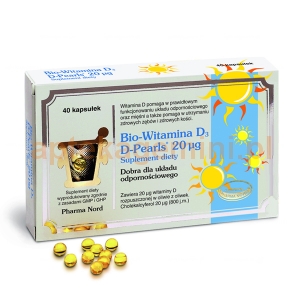 40 kapsułek
Witamina D pomaga w prawidłowym
funkcjonowaniu układu odpornościowego
oraz mięśni a także pomaga w utrzymaniu
zdrowych zębów i zdrowych kości.
Bio-Witamina D₃
D-Pearls® 20 µg
Suplement diety
Dobra dla układu
odpornościowego
Suplement diety
wyprodukowany zgodnie
z zasadami GMP i GHP
Pharma Nord
Zawiera 20 µg witaminy D
rozpuszczonej w oliwie z oliwek
Cholekalcyferol 20 µg (800 j.m.)